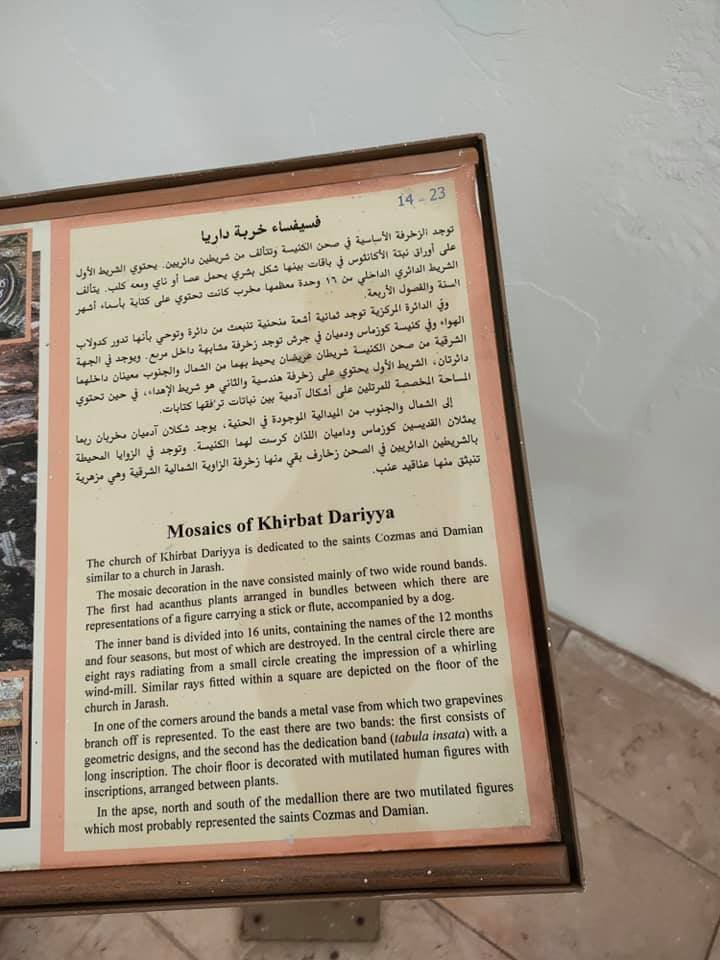 14 - 23
فسيفساء خربة داريا
توجد الزخرفة الأساسية في صحن الكنيسة وتتألف من شريطين دائريين. يحتوي الشريط الأول
على أوراق نبتة الأكانثوس في باقات بينها شكل بشري يحمل عصا أو ناي ومعه كلب. يتألف
الشريط الدائري الداخلي من ١٦ وحدة معظمها مخرب كانت تحتوي على كتابة بأسماء أشهر
السنة والفصول الأربعة.
وفي الدائرة المركزية توجد ثمانية أشعة منحنية تنبعث من دائرة وتوحي بأنها تدور كدولاب
الهواء وفي كنيسة كوزماس ودميان في جرش توجد زخرفة مشابهة داخل مربع. ويوجد في الجهة
الشرقية من صحن الكنيسة شريطان عريضان يحيط بهما من الشمال والجنوب معينان داخلهما
دائرتان، الشريط الأول يحتوي على زخرفة هندسية والثاني هو شريط الإهداء، في حين تحتوي
المساحة المخصصة للمرتلين على أشكال آدمية بين نباتات ترفقها كتابات.
إلى الشمال والجنوب من الميدالية الموجودة في الحنية، يوجد شكلان آدميان مخربان ربما
يمثلان القديسين كوزماس وداميان اللذان كرست لهما الكنيسة. وتوجد في الزوايا المحيطة
بالشريطين الدائريين في الصحن زخارف بقي منها زخرفة الزاوية الشمالية الشرقية وهي مزهرية
تنبثق منها عناقيد عنب.
Mosaics of Khirbat Dariyya
The church of Khirbat Dariyya is dedicated to the saints Cozmas and Damian
similar to a church in Jarash.
The mosaic decoration in the nave consisted mainly of two wide round bands.
The first had acanthus plants arranged in bundles between which there are
representations of a figure carrying a stick or flute, accompanied by a dog.
The inner band is divided into 16 units, containing the names of the 12 months
and four seasons, but most of which are destroyed. In the central circle there are
eight rays radiating from a small circle creating the impression of a whirling
wind-mill. Similar rays fitted within a square are depicted on the floor of the
church in Jarash.
In one of the corners around the bands a metal vase from which two grapevines
branch off is represented. To the east there are two bands: the first consists of
geometric designs, and the second has the dedication band (tabula insata) with a
long inscription. The choir floor is decorated with mutilated human figures with
inscriptions, arranged between plants.
In the apse, north and south of the medallion there are two mutilated figures
which most probably represented the saints Cozmas and Damian.